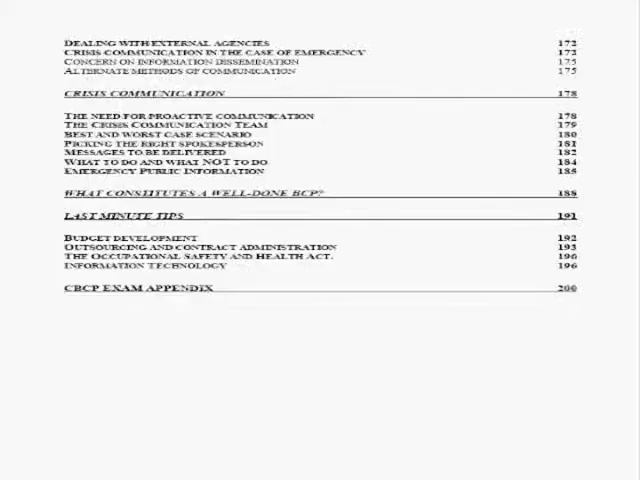 DEALING WITH EXTERNAL AGENCIES 172
CRISIS COMMUNICATION IN THE CASE OF EMERGENCY 172
CONCERN ON INFORMATION DISSEMINATION 175
ALTERNATE METHODS OF COMMUNICATION 175
CRISIS COMMUNICATION 178
THE NEED FOR PROACTIVE COMMUNICATION 178
THE CRISIS COMMUNICATION TEAM 179
BEST AND WORST CASE SCENARIO 180
PICKING THE RIGHT SPOKESPERSON 181
MESSAGES TO BE DELIVERED 182
WHAT TO DO AND WHAT NOT TO DO 184
EMERGENCY PUBLIC INFORMATION 185
WHAT CONSTITUTES A WELL-DONE BCP? 188
LAST MINUTE TIPS 191
BUDGET DEVELOPMENT 192
OUTSOURCING AND CONTRACT ADMINISTRATION 193
THE OCCUPATIONAL SAFETY AND HEALTH ACT. 196
INFORMATION TECHNOLOGY 196
CBCP EXAM APPENDIX 200